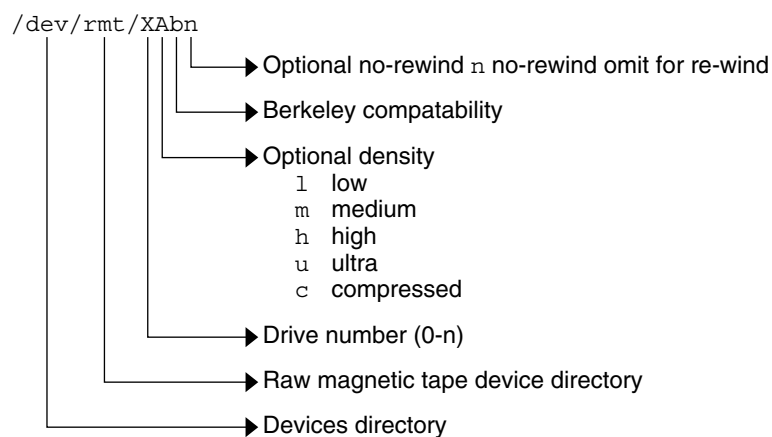 /dev/rmt/XAbn
Optional no-rewind n no-rewind omit for re-wind
Berkeley compatability
Optional density
l low
m medium
h high
u ultra
c compressed
Drive number (0-n)
Raw magnetic tape device directory
Devices directory